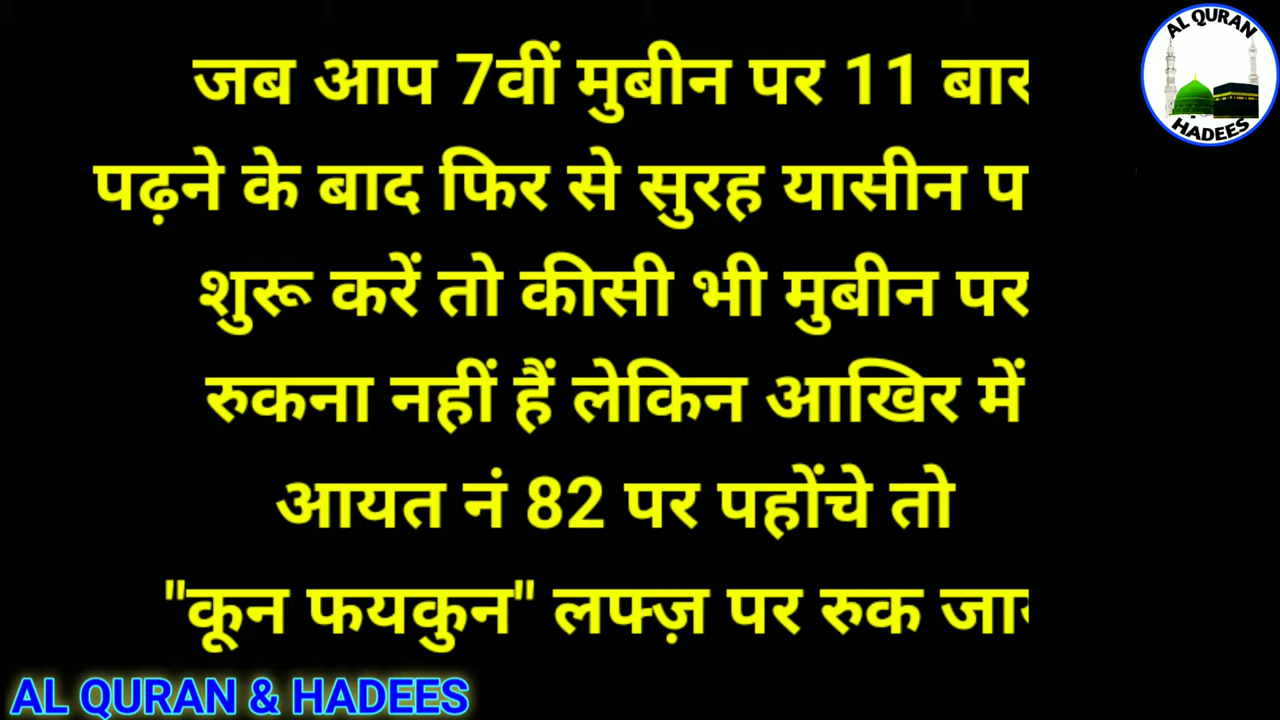 जब आप 7वीं मुबीन पर 11 बार
पढ़ने के बाद फिर से सुरह यासीन प
शुरू करें तो कीसी भी मुबीन पर
रुकना नहीं हैं लेकिन आखिर में
आयत नं 82 पर पहोंचे तो
"कून फयकुन" लफ्ज़ पर रुक
AL QURAN & HADEES
AL QURAN
HADEES